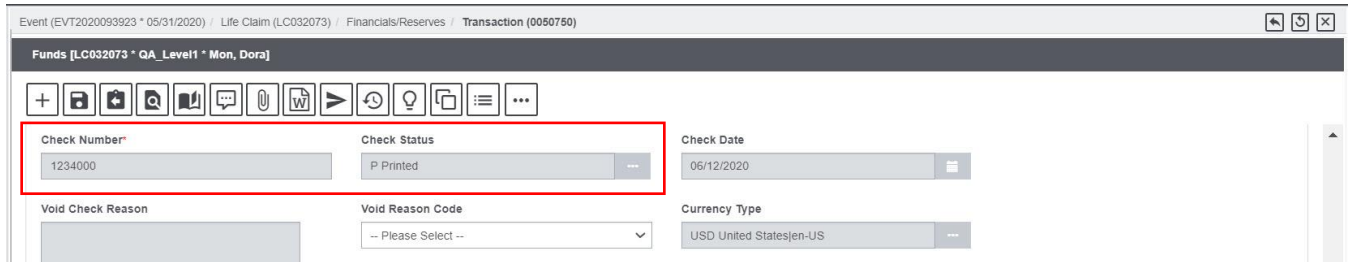 Event (EVT2020093923 * 05/31/2020) / Life Claim (LC032073) / Financials/Reserves / Transaction (0050750)
Funds [LC032073 * QA_Level1 * Mon, Dora]
Check Number* Check Status Check Date
1234000 P Printed 06/12/2020
Void Check Reason Void Reason Code Currency Type
-- Please Select -- USD United States|en-US